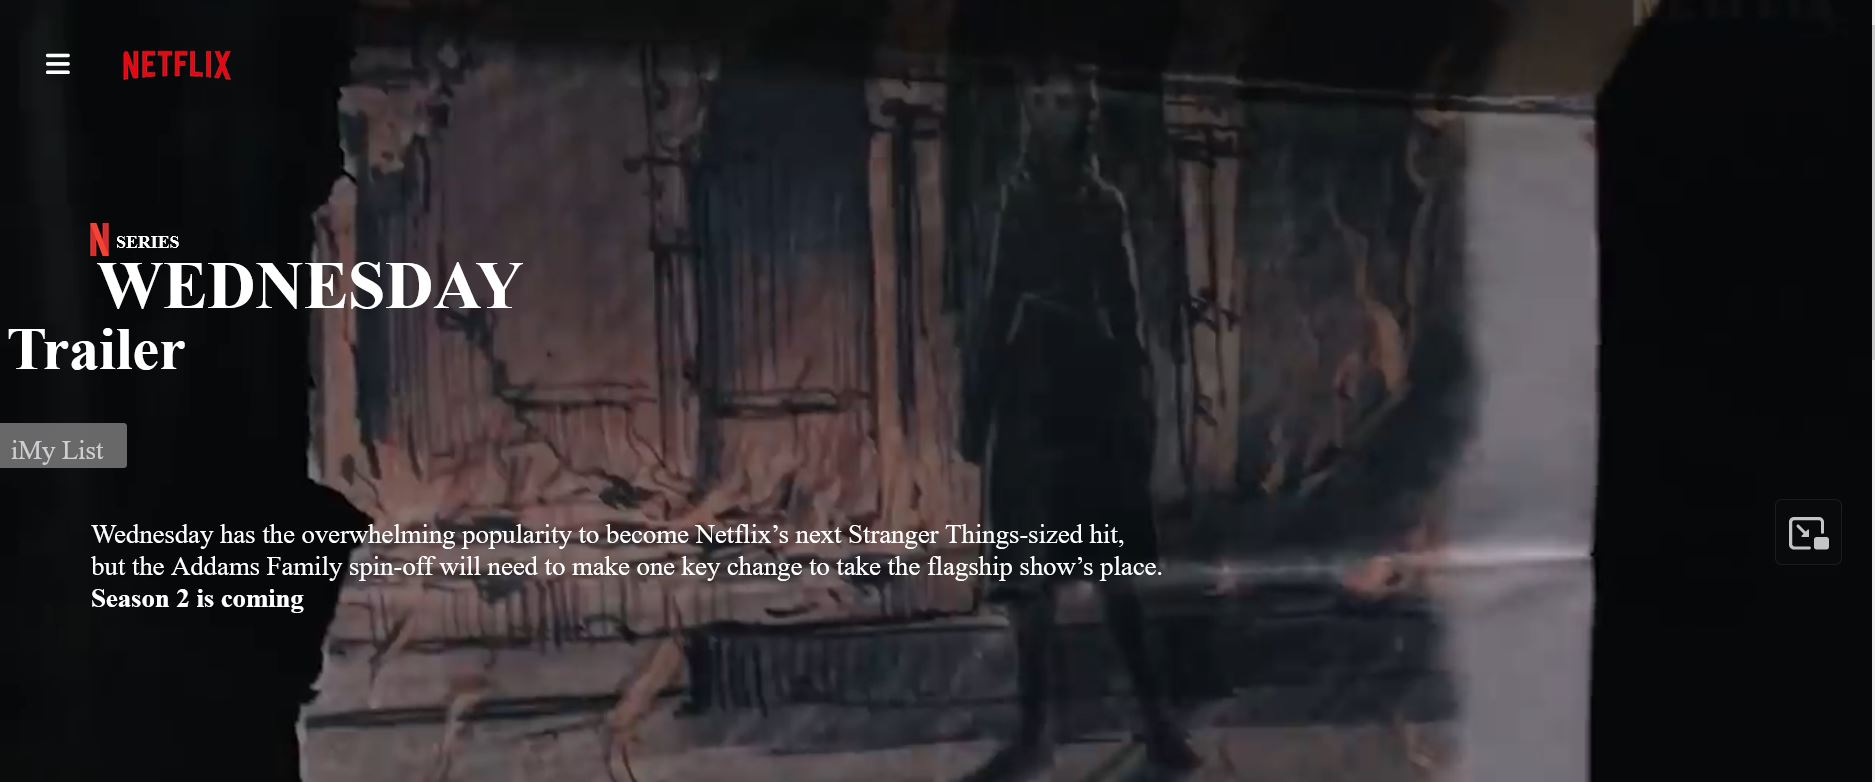 NETFLIX
NETFLIX
N SERIES
WEDNESDAY
Trailer
iMy List
Wednesday has the overwhelming popularity to become Netflix’s next Stranger Things-sized hit,
but the Addams Family spin-off will need to make one key change to take the flagship show’s place.
Season 2 is coming